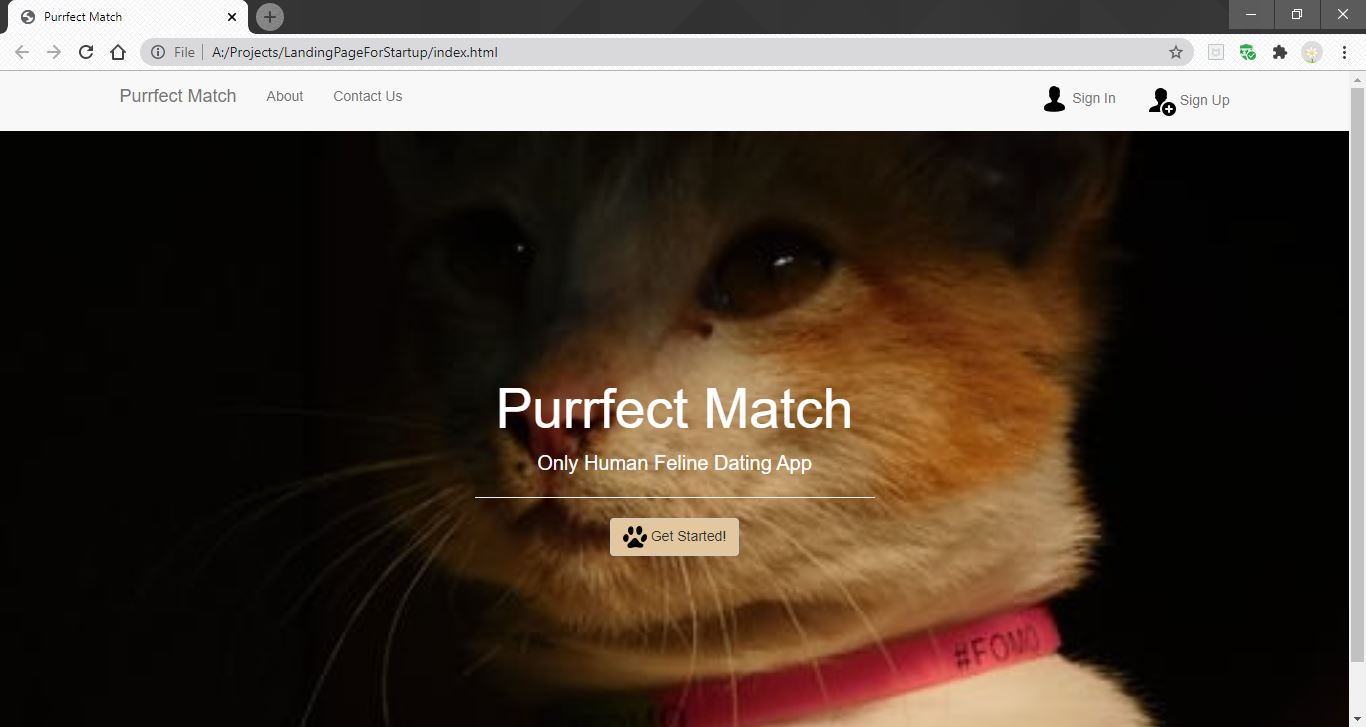 Purrfect Match
File
A:/Projects/LandingPageForStartup/index.html
Purrfect Match
About
Contact Us
Sign In
Sign Up
Purrfect Match
Only Human Feline Dating App
Get Started!
#FOMO